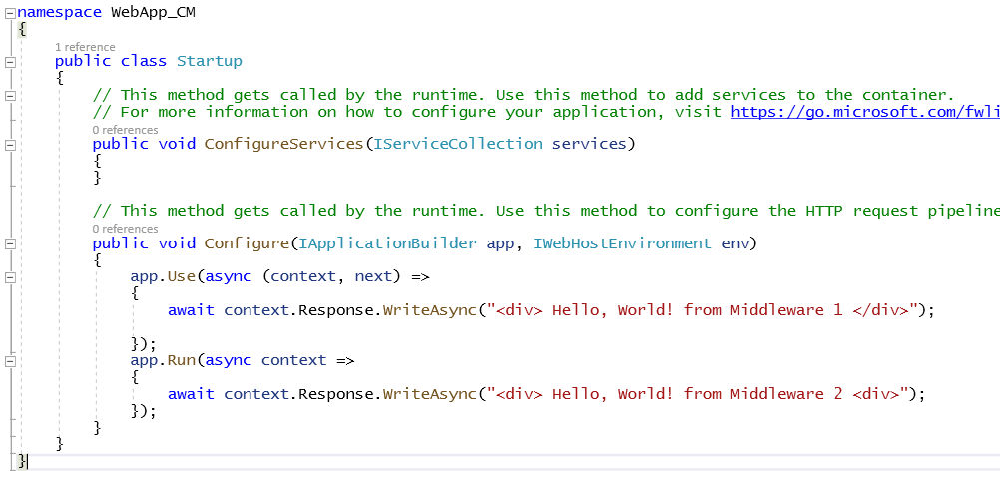 namespace WebApp_CM
{
1 reference
public class Startup
{
// This method gets called by the runtime. Use this method to add services to the container.
// For more information on how to configure your application, visit https://go.microsoft.com/fwli
0 references
public void ConfigureServices(IServiceCollection services)
{
}
// This method gets called by the runtime. Use this method to configure the HTTP request pipeline
0 references
public void Configure(IApplicationBuilder app, IWebHostEnvironment env)
{
app.Use(async (context, next) =>
{
await context.Response.WriteAsync("<div> Hello, World! from Middleware 1 </div>");
});
app.Run(async context =>
{
await context.Response.WriteAsync("<div> Hello, World! from Middleware 2 <div>");
});
}
}
}